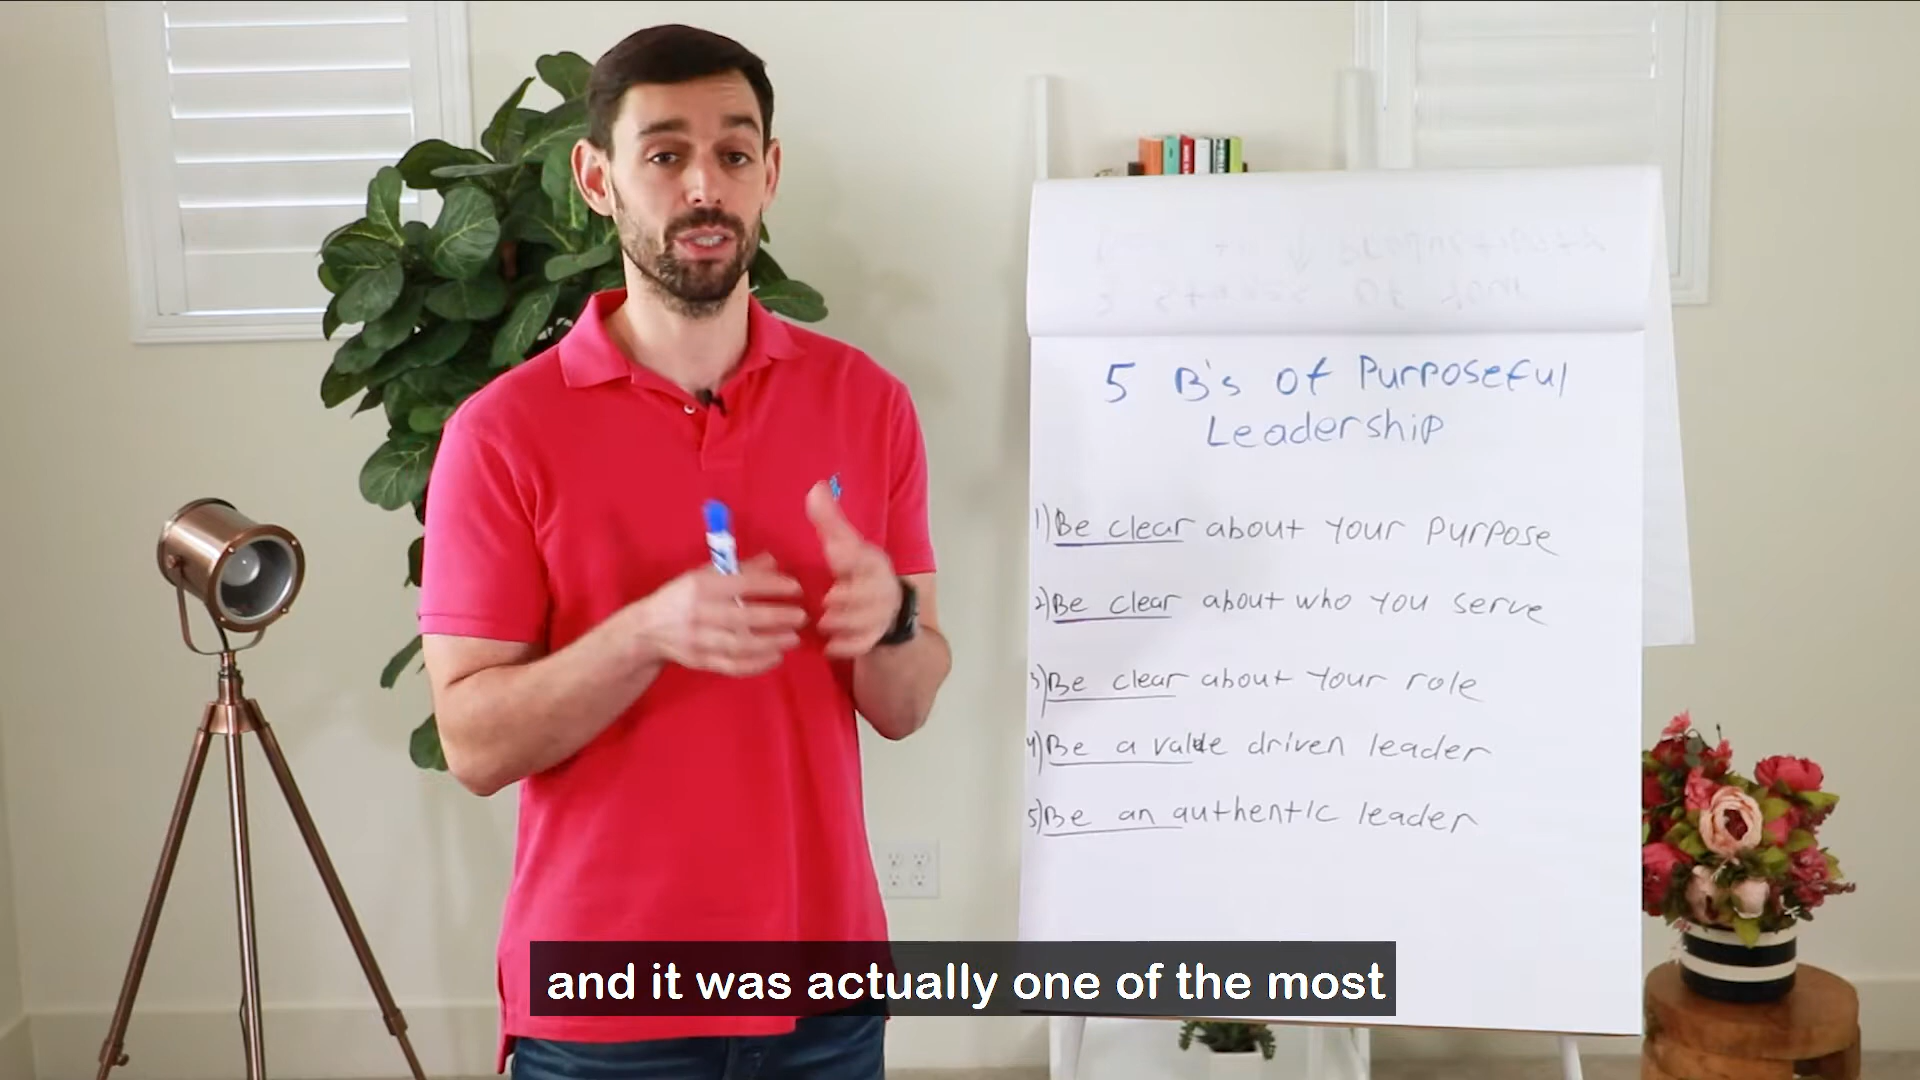 5 B's of Purposeful
Leadership
1) Be clear about your purpose
2) Be clear about who you serve
3) Be clear about your role
4) Be a value driven leader
5) Be an authentic leader
and it was actually one of the most